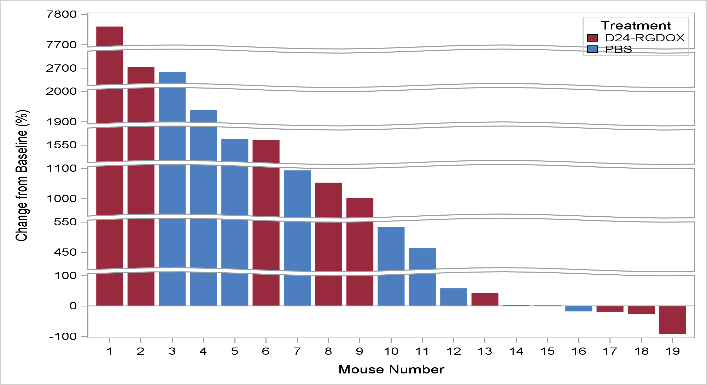 Treatment
D24-RGDOX
PBS
Change from Baseline (%)
7800
7700
2700
2000
1900
1550
1100
1000
550
450
100
0
-100
1 2 3 4 5 6 7 8 9 10 11 12 13 14 15 16 17 18 19
Mouse Number